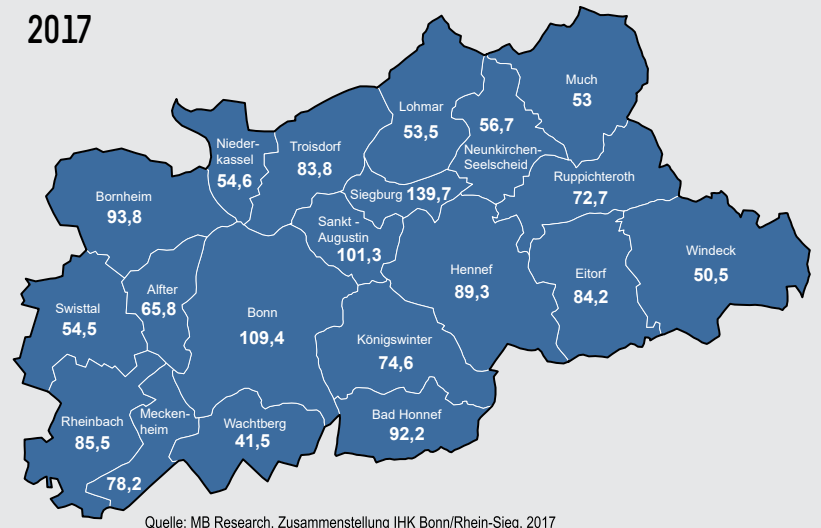 2017
Much
53
Lohmar
53,5
56,7
Neunkirchen-
Seelscheid
Nieder-
kassel
54,6
Troisdorf
83,8
Ruppichteroth
72,7
Siegburg 139,7
Bornheim
93,8
Sankt -
Augustin
101,3
Windeck
50,5
Hennef
89,3
Eitorf
84,2
Alfter
65,8
Swisttal
54,5
Bonn
109,4
Königswinter
74,6
Rheinbach
85,5
Mecken-
heim
78,2
Wachtberg
41,5
Bad Honnef
92,2
Quelle: MB Research, Zusammenstellung IHK Bonn/Rhein-Sieg, 2017